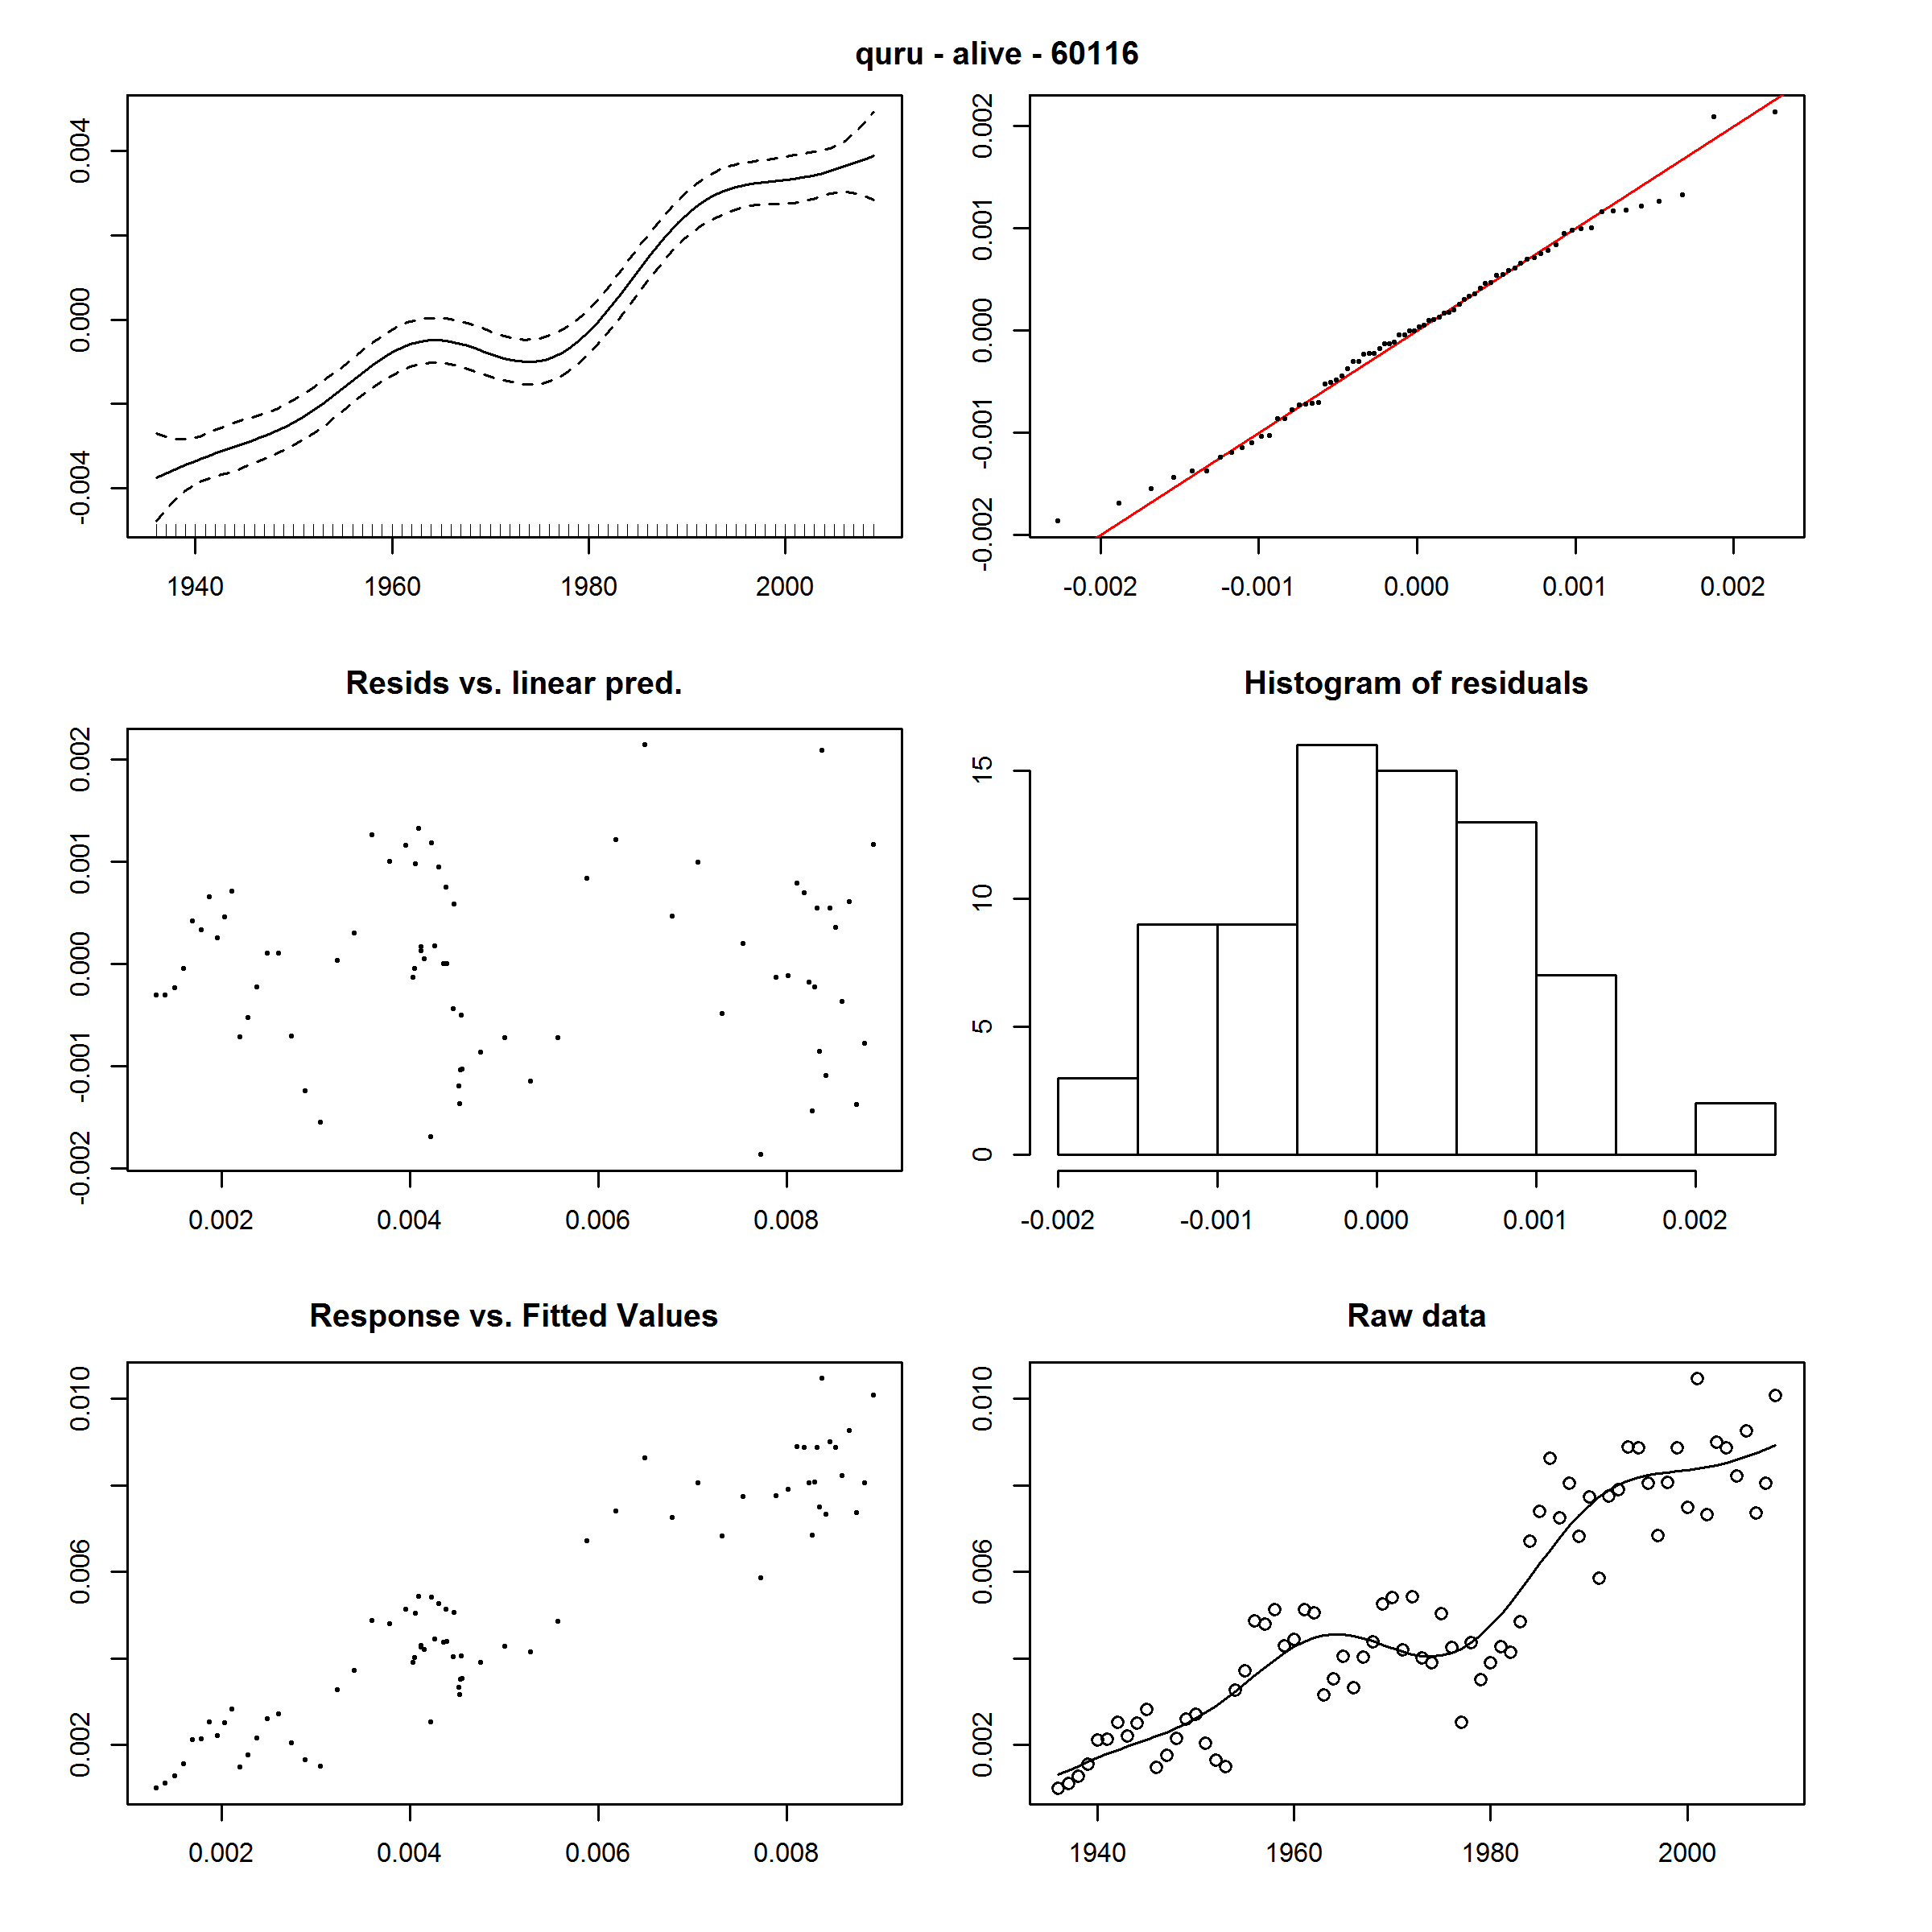 quru - alive - 60116
0.004
0.000
-0.004
1940 1960 1980 2000
0.002
0.001
0.000
-0.001
-0.002
-0.002 -0.001 0.000 0.001 0.002
Resids vs. linear pred.
0.002
0.001
0.000
-0.001
-0.002
0.002 0.004 0.006 0.008
Histogram of residuals
15
10
5
0
-0.002 -0.001 0.000 0.001 0.002
Response vs. Fitted Values
0.010
0.006
0.002
0.002 0.004 0.006 0.008
Raw data
0.010
0.006
0.002
1940 1960 1980 2000